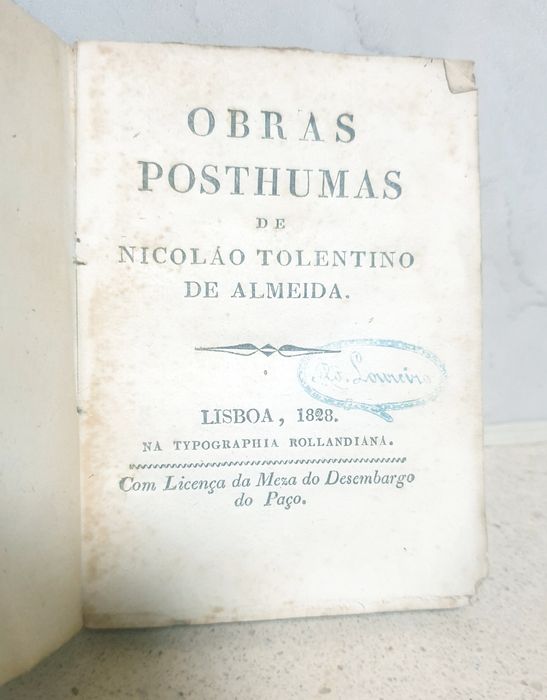 OBRAS
POSTHUMAS
DE
NICOLÁO TOLENTINO
DE ALMEIDA.
Loureiro
LISBOA, 1828.
NA TYPOGRAPHIA ROLLANDIANA.
Com Licença da Meza do Desembargo
do Paço.